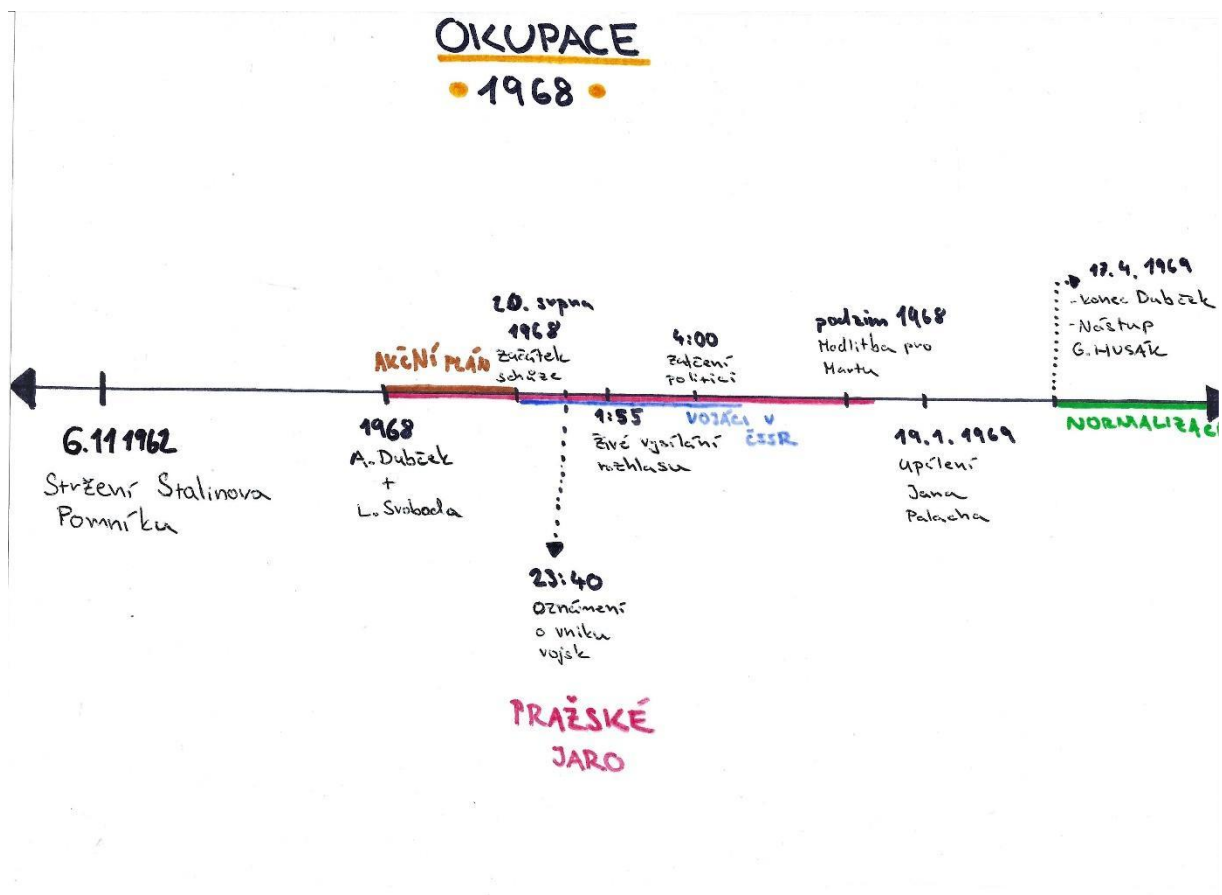 OKUPACE
• 1968 •
6.11 1962
Stržení Stalinova
Pomníku
AKČNÍ PLÁN
1968
A. Dubček
+
L. Svoboda
20. srpna
1968
Začátek
schůze
23:40
Oznámení
o vniku
vojsk
1:55
Živé vysílání
rozhlasu
4:00
Zatčení
politici
VOJÁCI V
ČSSR
podzim 1968
Modlitba pro
Martu
19.1.1969
upálení
Jana
Palacha
17.4.1969
-konec Dubček
-Nástup
G. HUSÁK
NORMALIZACE
PRAŽSKÉ
JARO